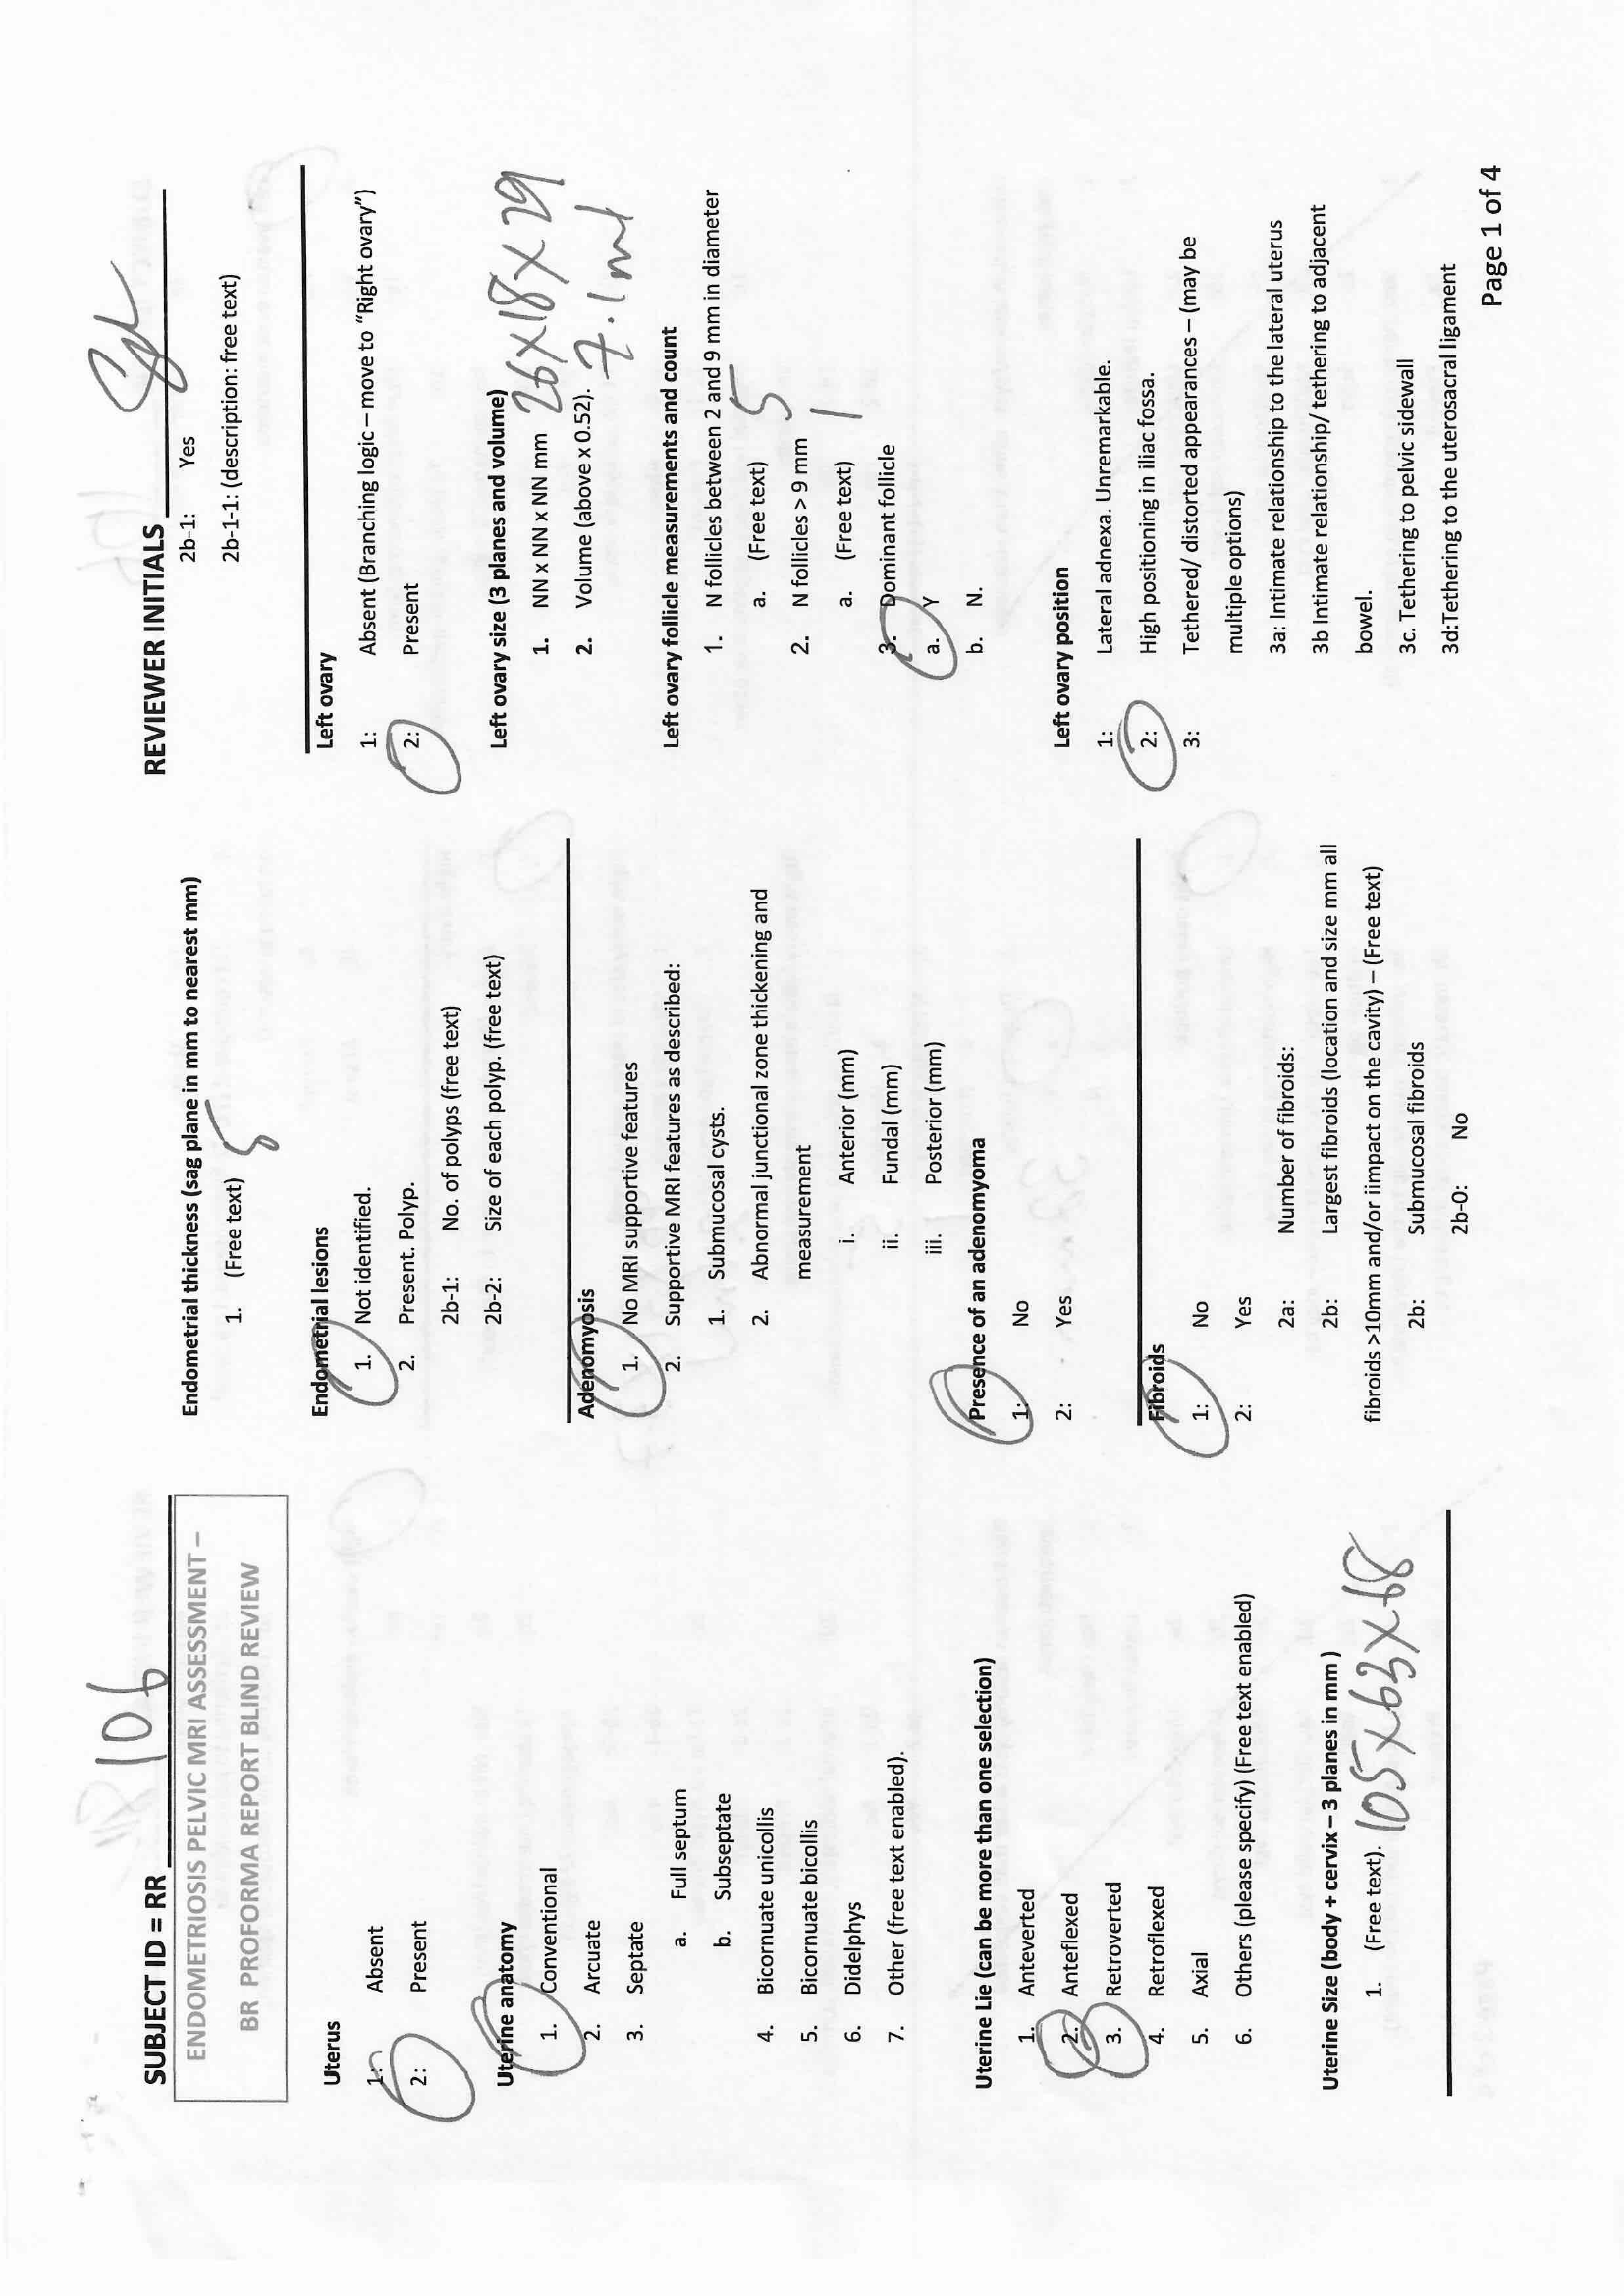 SUBJECT ID = RR 106
ENDOMETRIOSIS PELVIC MRI ASSESSMENT –
BR PROFORMA REPORT BLIND REVIEW
Uterus
1: Absent
2: Present
Uterine anatomy
1. Conventional
2. Arcuate
3. Septate
a. Full septum
b. Subseptate
4. Bicornuate unicollis
5. Bicornuate bicollis
6. Didelphys
7. Other (free text enabled).
Uterine Lie (can be more than one selection)
1. Anteverted
2. Anteflexed
3. Retroverted
4. Retroflexed
5. Axial
6. Others (please specify) (Free text enabled)
Uterine Size (body + cervix – 3 planes in mm )
1. (Free text). 105x63x68
Endometrial thickness (sag plane in mm to nearest mm)
1. (Free text) 5
Endometrial lesions
1. Not identified.
2. Present. Polyp.
2b-1: No. of polyps (free text)
2b-2: Size of each polyp. (free text)
Adenomyosis
1. No MRI supportive features
2. Supportive MRI features as described:
1. Submucosal cysts.
2. Abnormal junctional zone thickening and
measurement
i. Anterior (mm)
ii. Fundal (mm)
iii. Posterior (mm)
Presence of an adenomyoma
1: No
2: Yes
Fibroids
1: No
2: Yes
2a: Number of fibroids:
2b: Largest fibroids (location and size mm all
fibroids >10mm and/or iimpact on the cavity) – (Free text)
2b: Submucosal fibroids
2b-0: No
REVIEWER INITIALS
2b-1: Yes
2b-1-1: (description: free text)
Left ovary
1: Absent (Branching logic – move to "Right ovary")
2: Present
Left ovary size (3 planes and volume)
1. NN x NN x NN mm 26x18x29
2. Volume (above x 0.52). 7.1ml
Left ovary follicle measurements and count
1. N follicles between 2 and 9 mm in diameter
a. (Free text) 5
2. N follicles > 9 mm
a. (Free text) 1
3. Dominant follicle
a. Y
b. N.
Left ovary position
1: Lateral adnexa. Unremarkable.
2: High positioning in iliac fossa.
3: Tethered/ distorted appearances – (may be
multiple options)
3a: Intimate relationship to the lateral uterus
3b Intimate relationship/ tethering to adjacent
bowel.
3c. Tethering to pelvic sidewall
3d:Tethering to the uterosacral ligament
Page 1 of 4